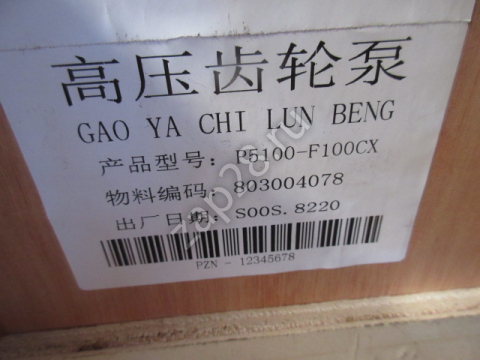 高压齿轮泵
GAO YA CHI LUN BENG
产品型号: P5100-F100CX
物料编码: 803004078
出厂日期: S00S. 8220
PZN - 12345678
zap28.ru